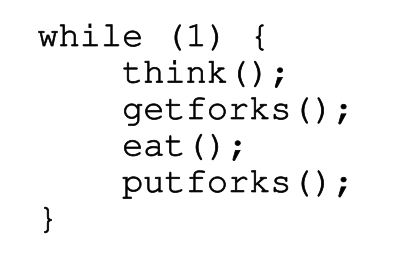 while (1) {
    think();
    getforks();
    eat();
    putforks();
}